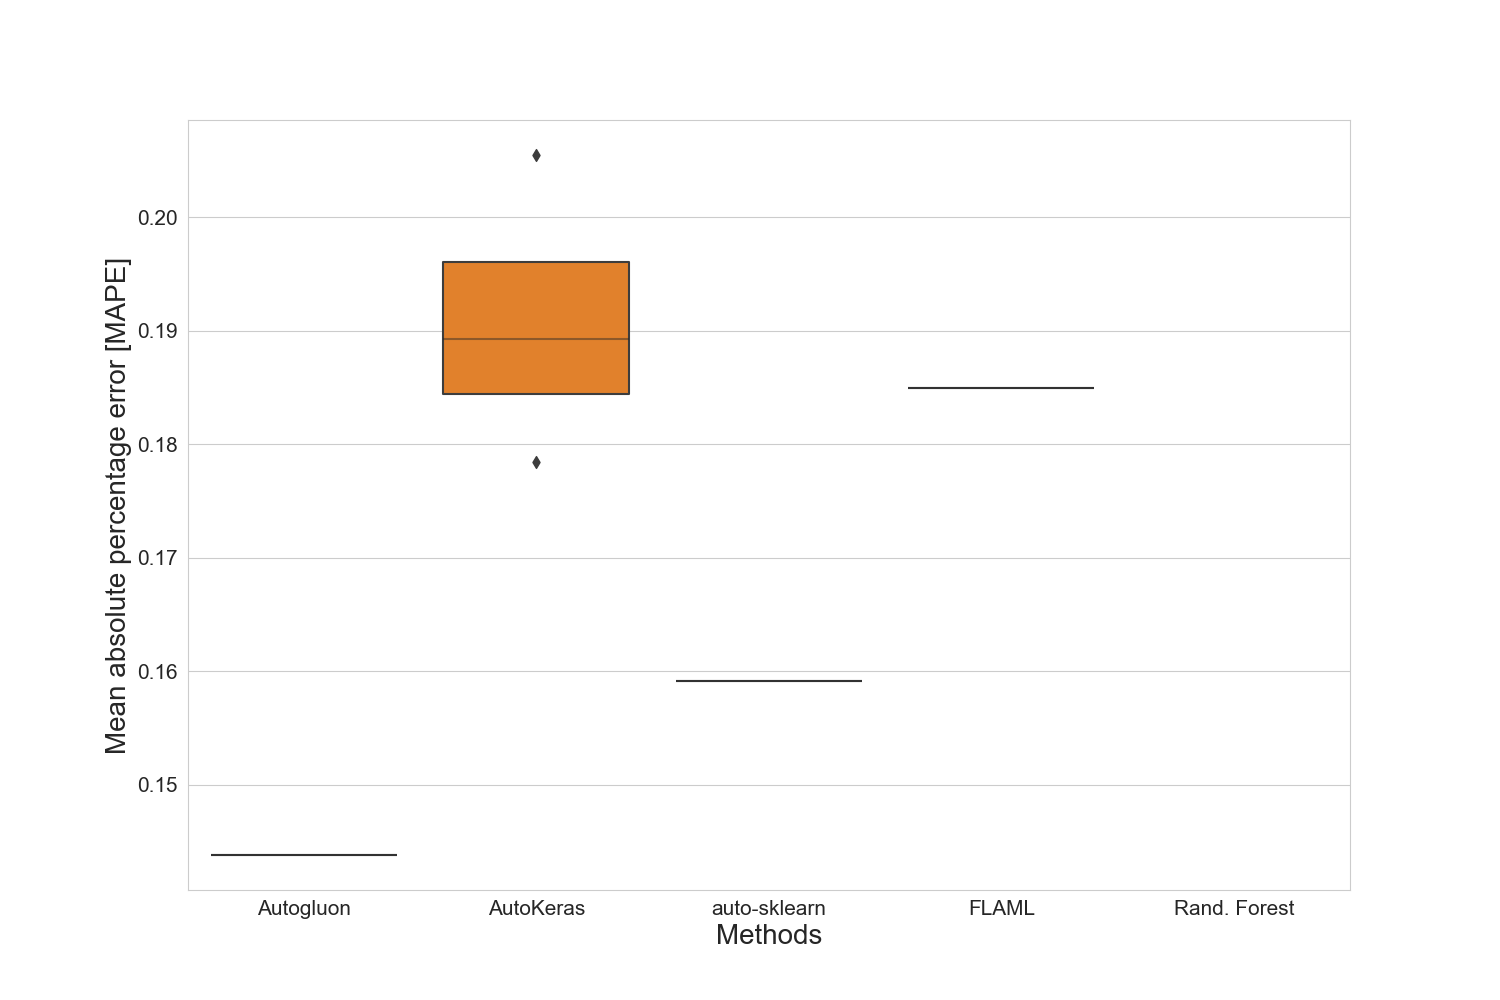 Mean absolute percentage error [MAPE]
0.20
0.19
0.18
0.17
0.16
0.15
Autogluon AutoKeras auto-sklearn FLAML Rand. Forest
Methods